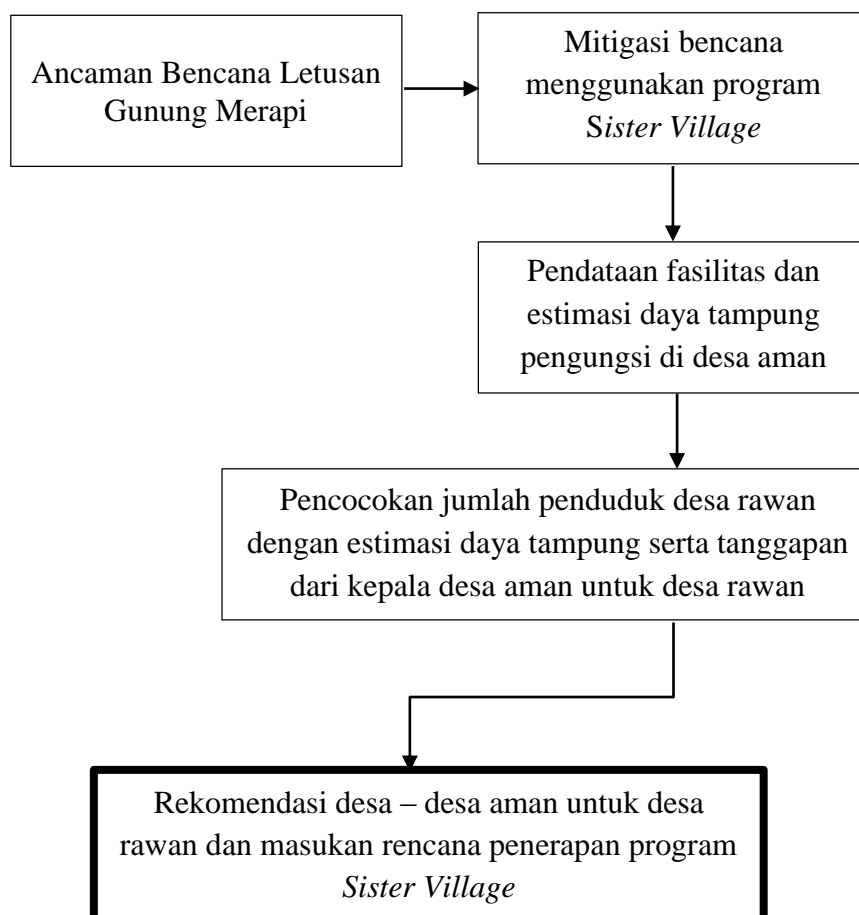 Ancaman Bencana Letusan
Gunung Merapi
Mitigasi bencana
menggunakan program
Sister Village
Pendataan fasilitas dan
estimasi daya tampung
pengungsi di desa aman
Pencocokan jumlah penduduk desa rawan
dengan estimasi daya tampung serta tanggapan
dari kepala desa aman untuk desa rawan
Rekomendasi desa – desa aman untuk desa
rawan dan masukan rencana penerapan program
Sister Village